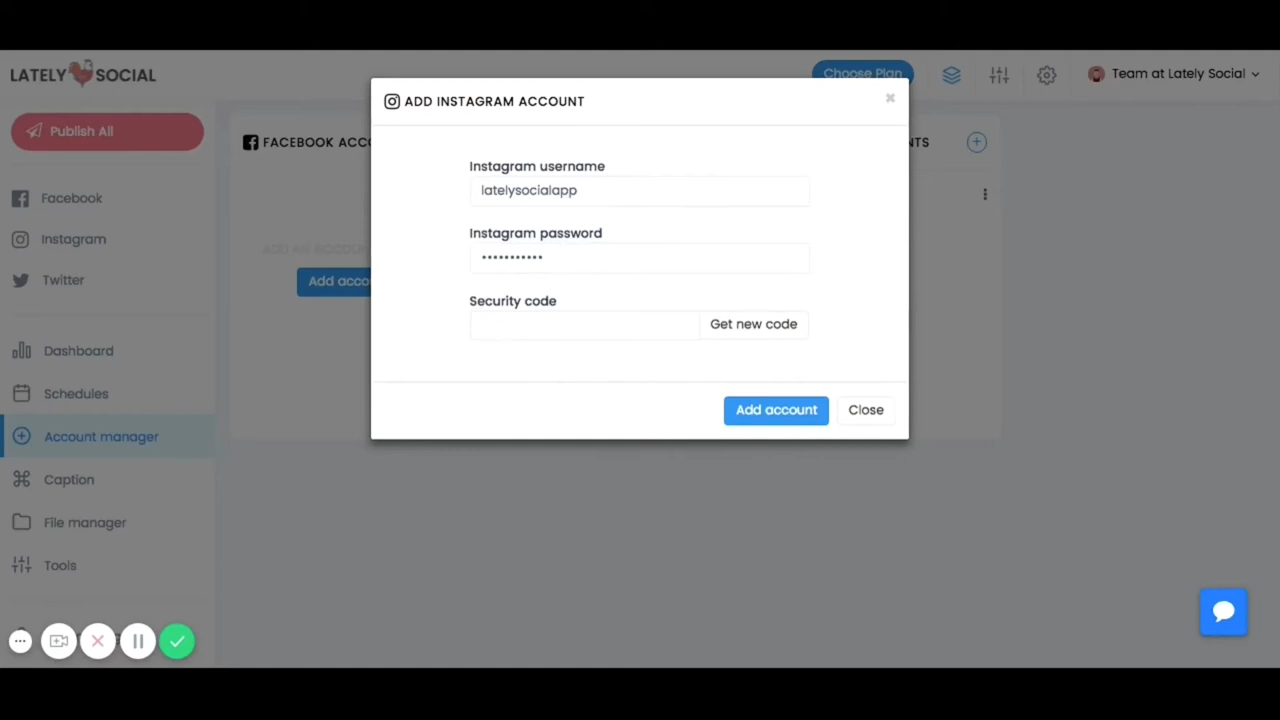 LATELY SOCIAL
Choose Plan
Team at Lately Social
Publish All
Facebook
Instagram
Twitter
Dashboard
Schedules
Account manager
Caption
File manager
Tools
FACEBOOK ACCO
NTS
Add acco
ADD INSTAGRAM ACCOUNT
Instagram username
latelysocialapp
Instagram password
•••••••••••
Security code
Get new code
Add account
Close